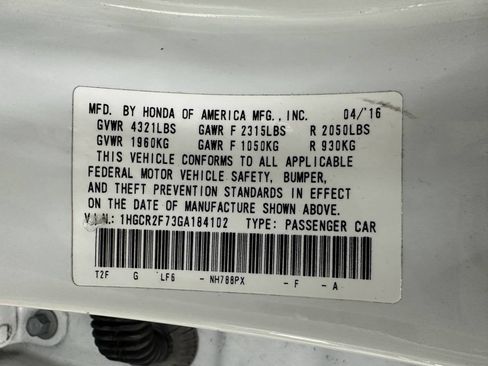 MFD. BY HONDA OF AMERICA MFG., INC. 04/'16
GVWR 4321LBS GAWR F 2315LBS R 2050LBS
GVWR 1960KG GAWR F 1050KG R 930KG
THIS VEHICLE CONFORMS TO ALL APPLICABLE
FEDERAL MOTOR VEHICLE SAFETY, BUMPER,
AND THEFT PREVENTION STANDARDS IN EFFECT
ON THE DATE OF MANUFACTURE SHOWN ABOVE.
V.I.N.: 1HGCR2F73GA184102 TYPE: PASSENGER CAR
T2F G LF6 - NH788PX - F - A